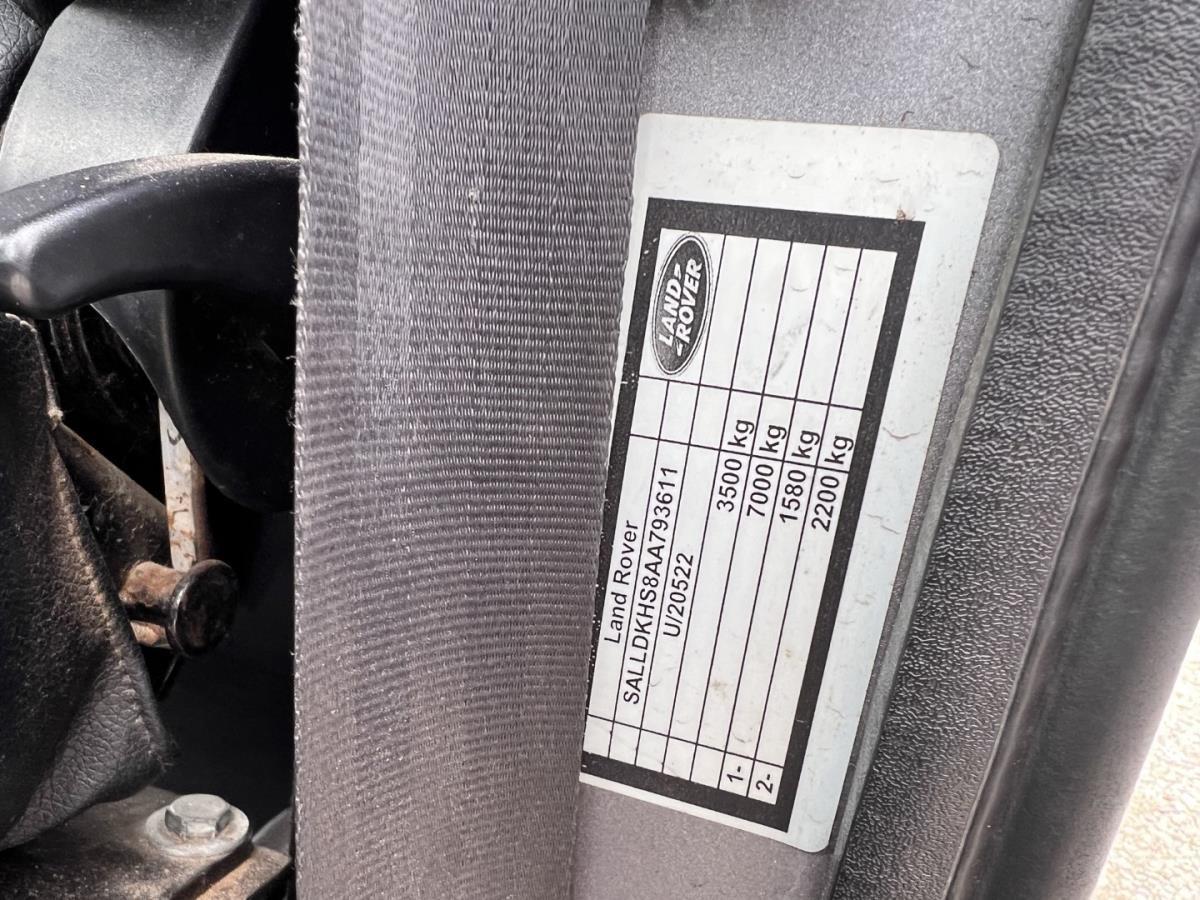 LAND-
-ROVER
Land Rover
SALLDKHS8AA793611
U/20522
3500 kg
7000 kg
1- 1580 kg
2- 2200 kg